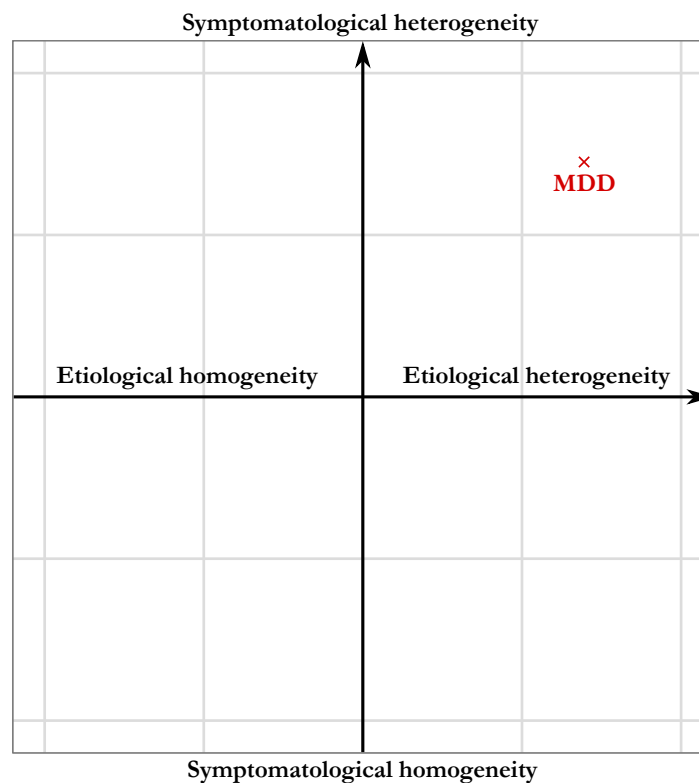 Symptomatological heterogeneity
MDD
Etiological homogeneity
Etiological heterogeneity
Symptomatological homogeneity